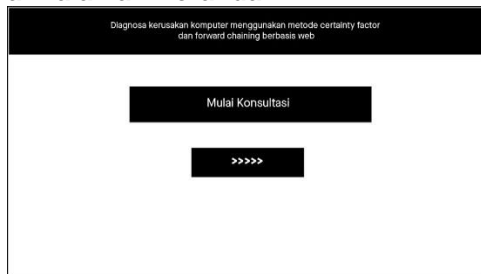 Diagnosa kerusakan komputer menggunakan metode certainty factor
dan forward chaining berbasis web
Mulai Konsultasi
>>>>>